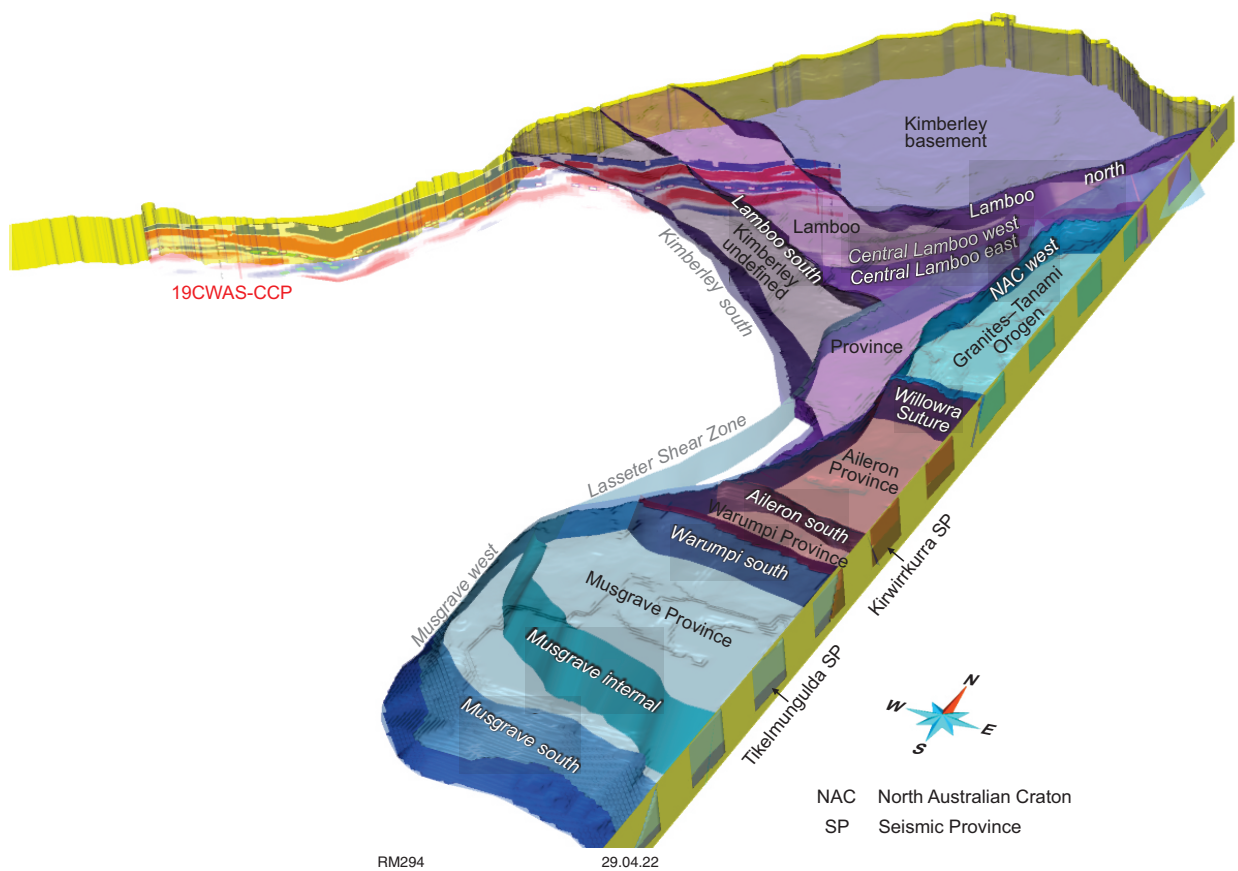 Kimberley
basement
north
Lamboo
Lamboo south
Lamboo
Central Lamboo west
Central Lamboo east
Kimberley
undefined
Kimberley south
19CWAS-CCP
NAC west
Granites–Tanami
Orogen
Province
Willowra
Suture
Lasseter Shear Zone
Aileron
Province
Aileron south
Warumpi Province
Warumpi south
Kirwirrkurra SP
Musgrave west
Musgrave Province
Musgrave internal
Musgrave south
Tikelmungulda SP
N
W
E
S
NAC North Australian Craton
SP Seismic Province
RM294 29.04.22